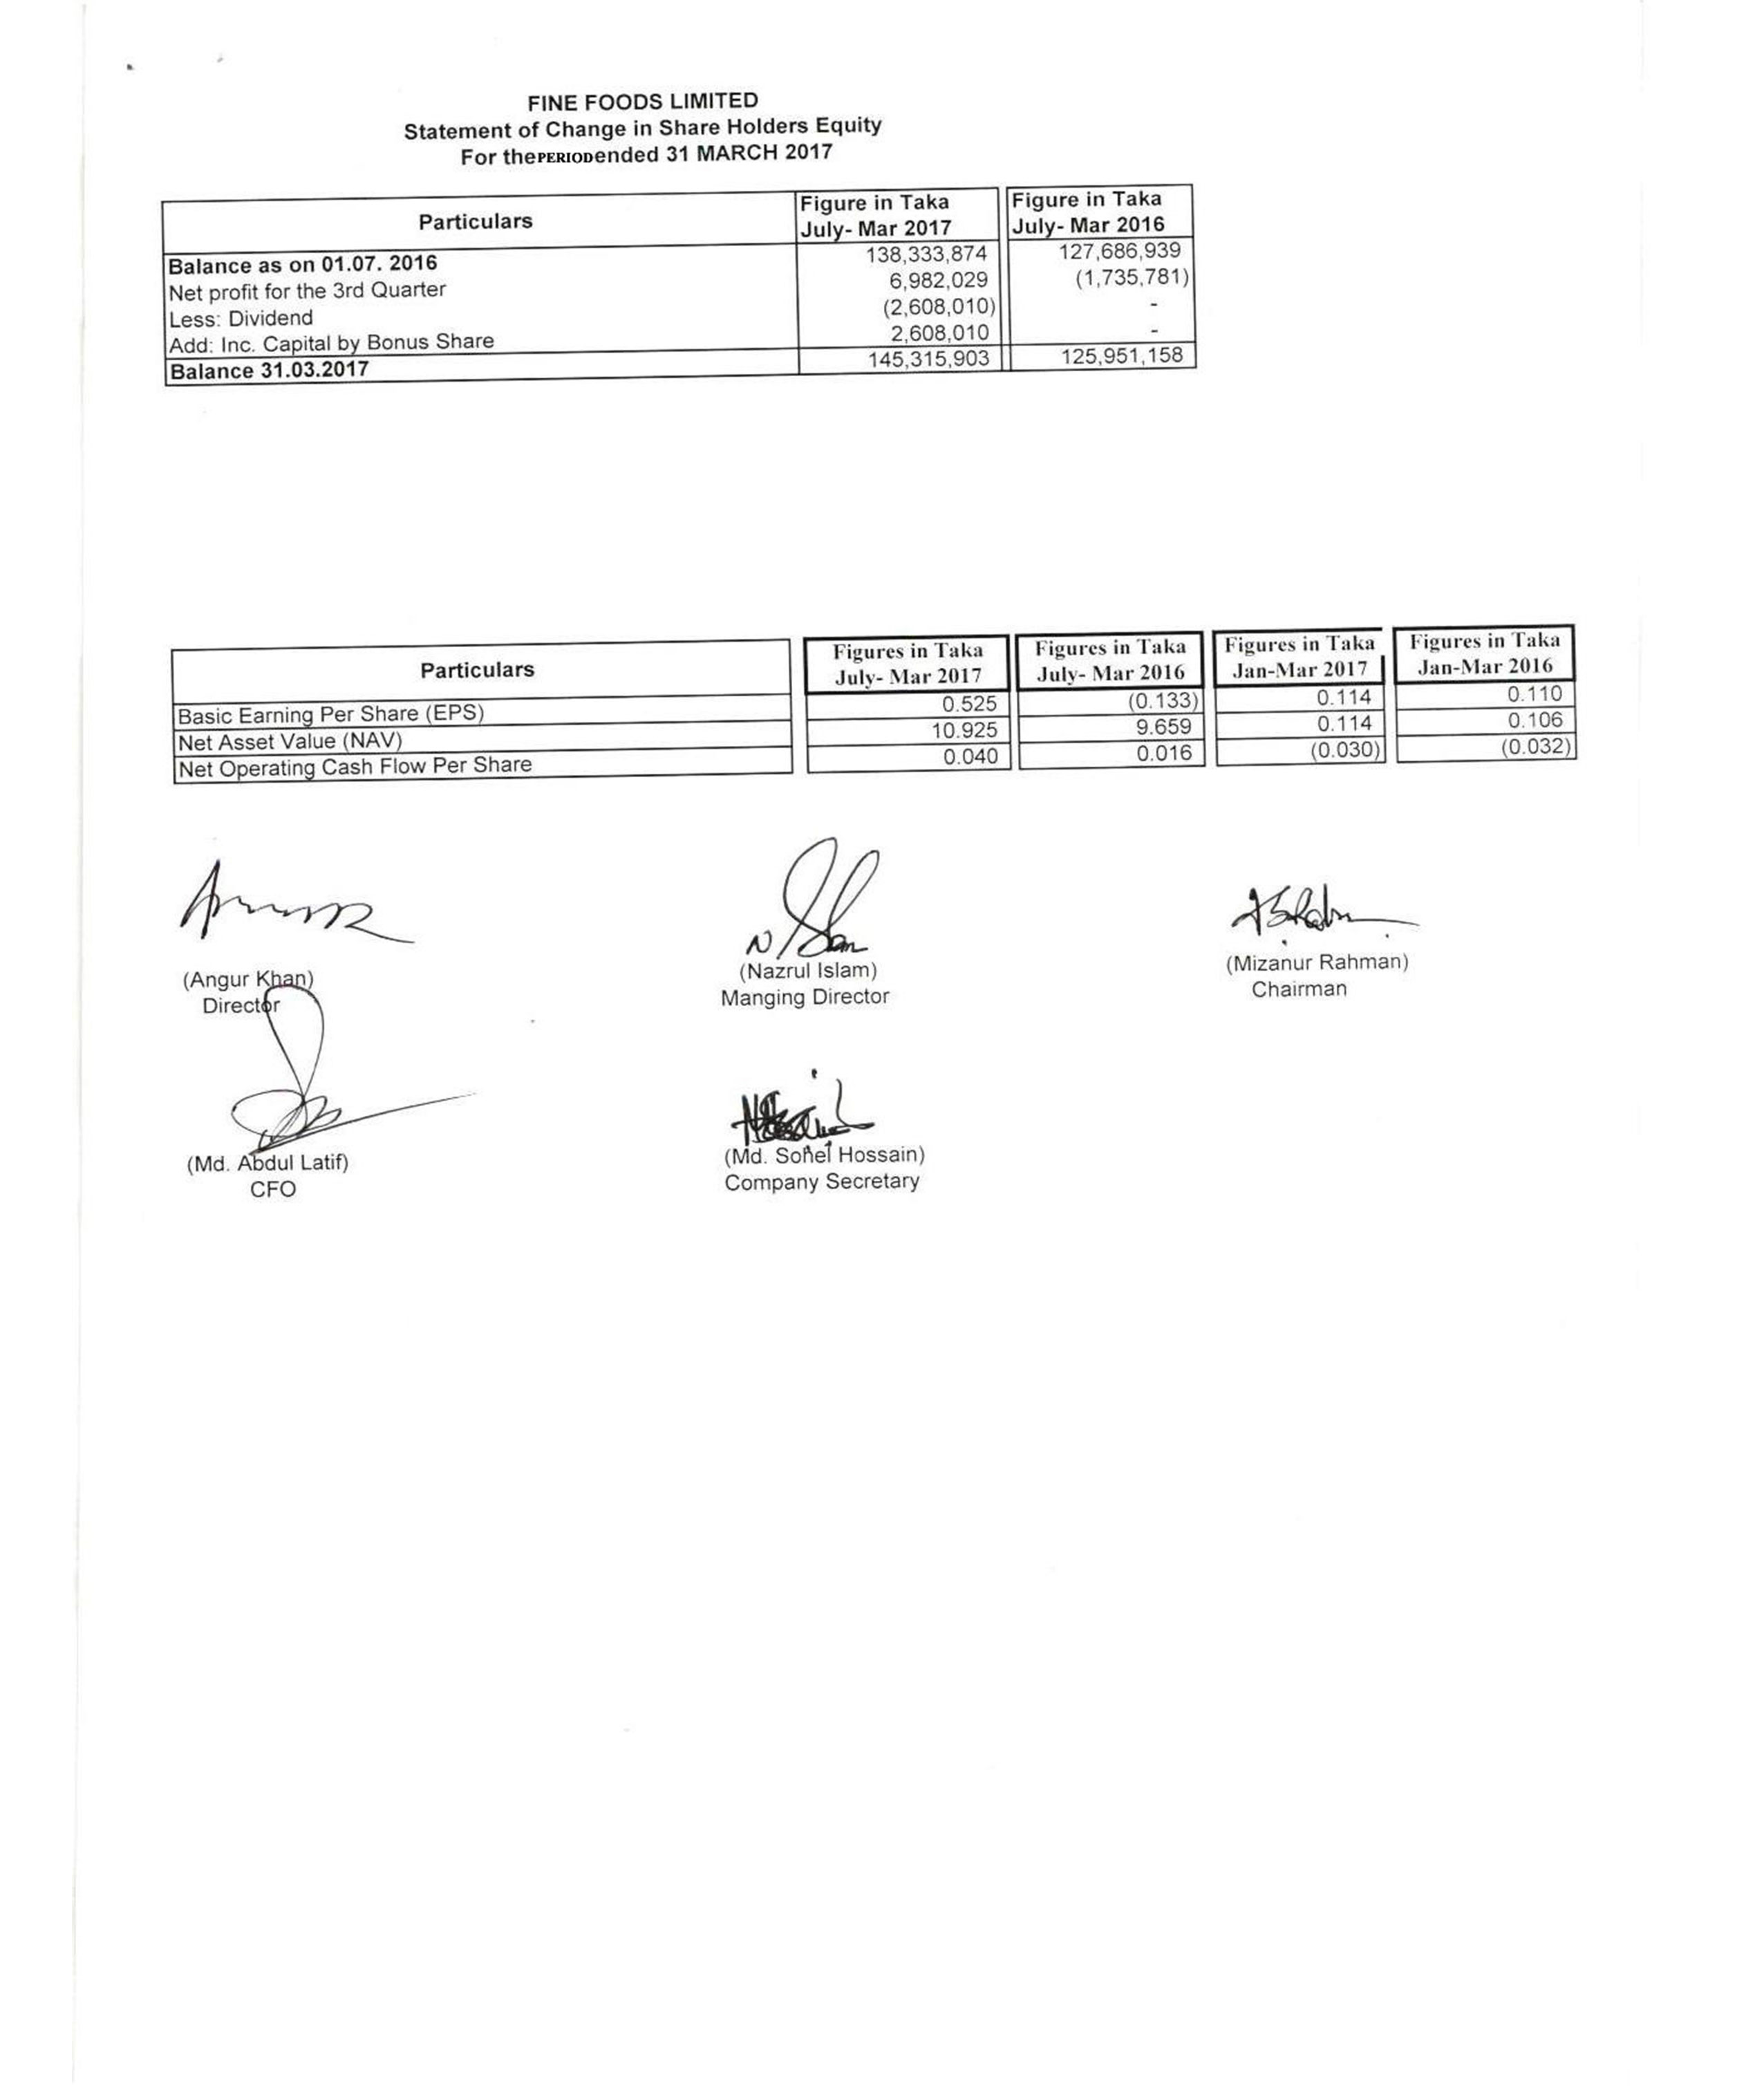 FINE FOODS LIMITED
Statement of Change in Share Holders Equity
For the PERIOD ended 31 MARCH 2017
Particulars Figure in Taka July- Mar 2017 Figure in Taka July- Mar 2016
Balance as on 01.07. 2016 138,333,874 127,686,939
Net profit for the 3rd Quarter 6,982,029 (1,735,781)
Less: Dividend (2,608,010) -
Add: Inc. Capital by Bonus Share 2,608,010 -
Balance 31.03.2017 145,315,903 125,951,158
Particulars Figures in Taka July- Mar 2017 Figures in Taka July- Mar 2016 Figures in Taka Jan-Mar 2017 Figures in Taka Jan-Mar 2016
Basic Earning Per Share (EPS) 0.525 (0.133) 0.114 0.110
Net Asset Value (NAV) 10.925 9.659 0.114 0.106
Net Operating Cash Flow Per Share 0.040 0.016 (0.030) (0.032)
(Angur Khan) (Nazrul Islam) (Mizanur Rahman)
Director Manging Director Chairman
(Md. Abdul Latif) (Md. Sohel Hossain)
CFO Company Secretary